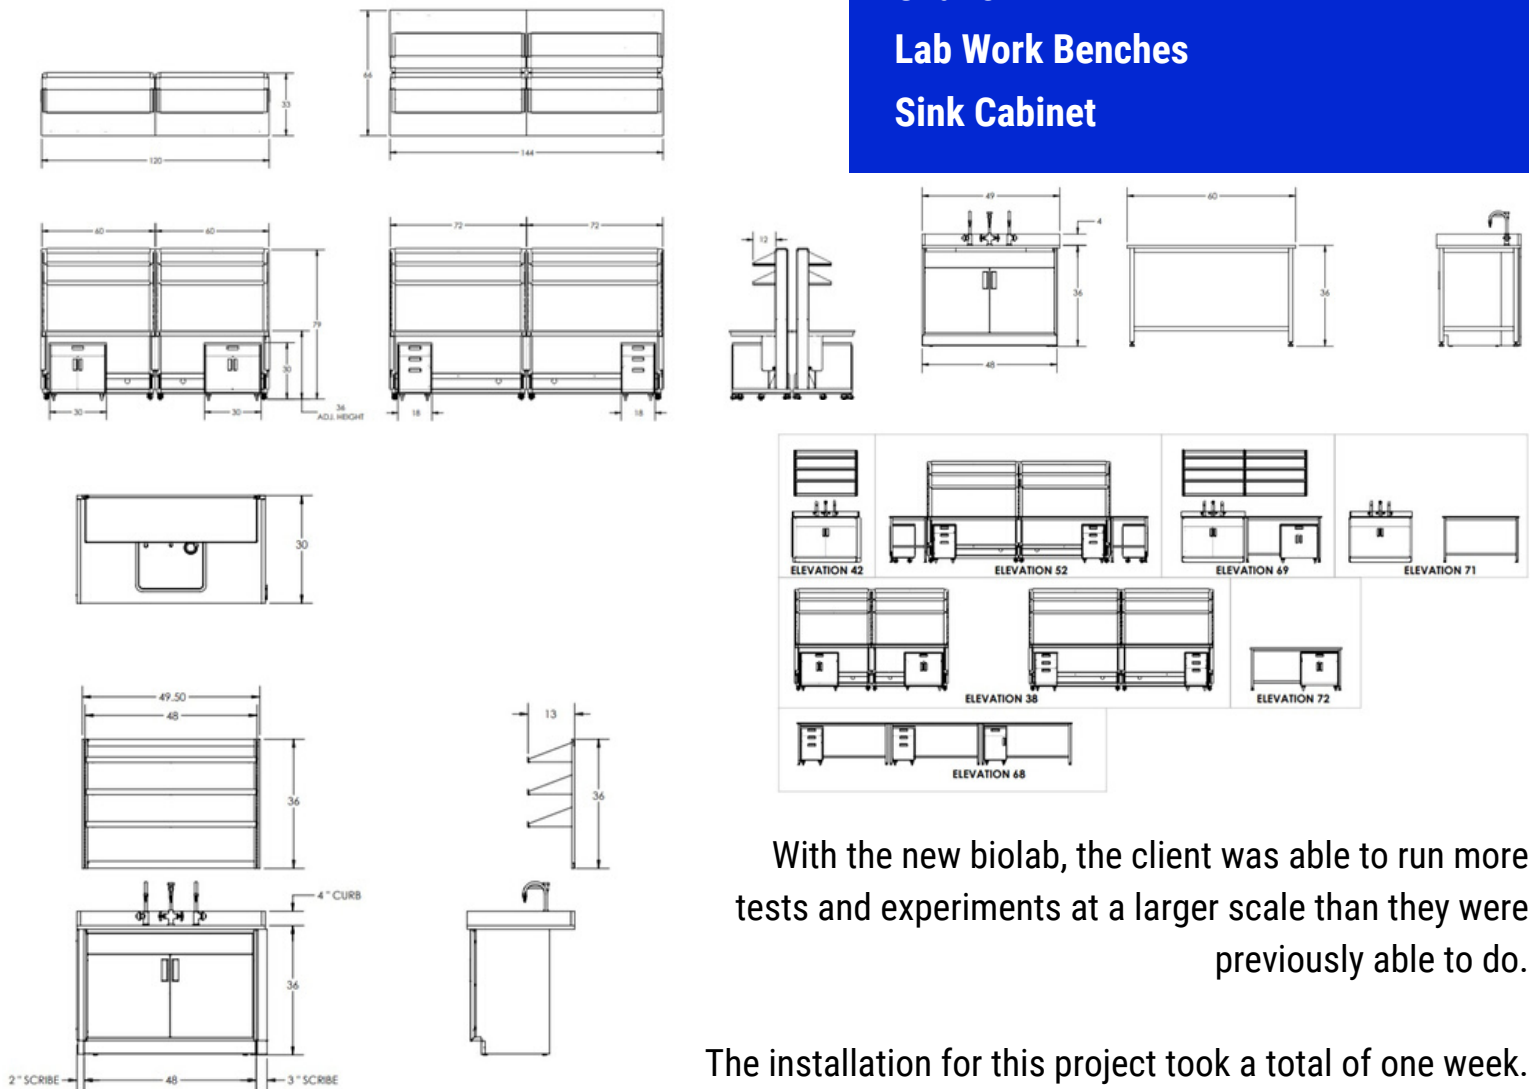 Lab Work Benches
Sink Cabinet
66
33
120
144
49
4
60
36
36
48
60
60
72
72
12
79
30
30
30
36
ADJ. HEIGHT
18
18
30
ELEVATION 42
ELEVATION 52
ELEVATION 69
ELEVATION 71
ELEVATION 38
ELEVATION 72
ELEVATION 68
49.50
48
13
36
36
4" CURB
36
2" SCRIBE
48
3" SCRIBE
With the new biolab, the client was able to run more
tests and experiments at a larger scale than they were
previously able to do.
The installation for this project took a total of one week.